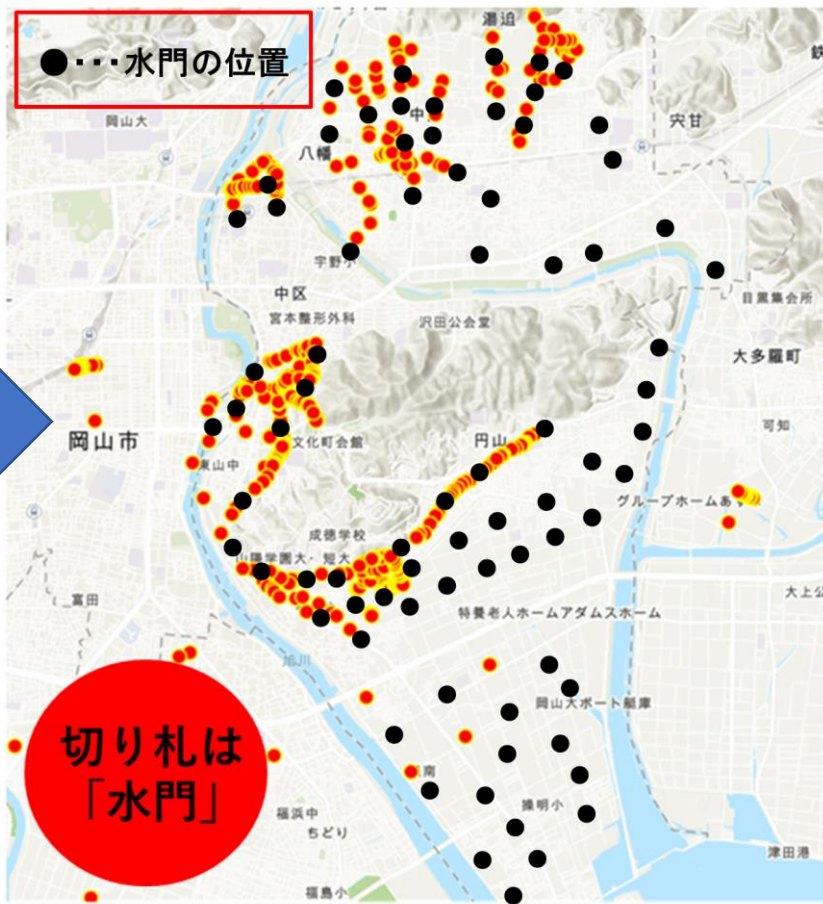 湯迫
●･･･水門の位置
鉄
岡山大
中
宍甘
八幡
宇野小
中区
宮本整形外科
沢田公会堂
目黒集会所
大多羅町
岡山市
文化町会館
円山
可知
東山中
グループホームあす
成徳学校
山陽学園大・短大
富田
大上公
特養老人ホームアダムスホーム
旭川
岡山大ボート艇庫
切り札は
「水門」
南
操明小
福浜中
ちどり
津田港
福島小